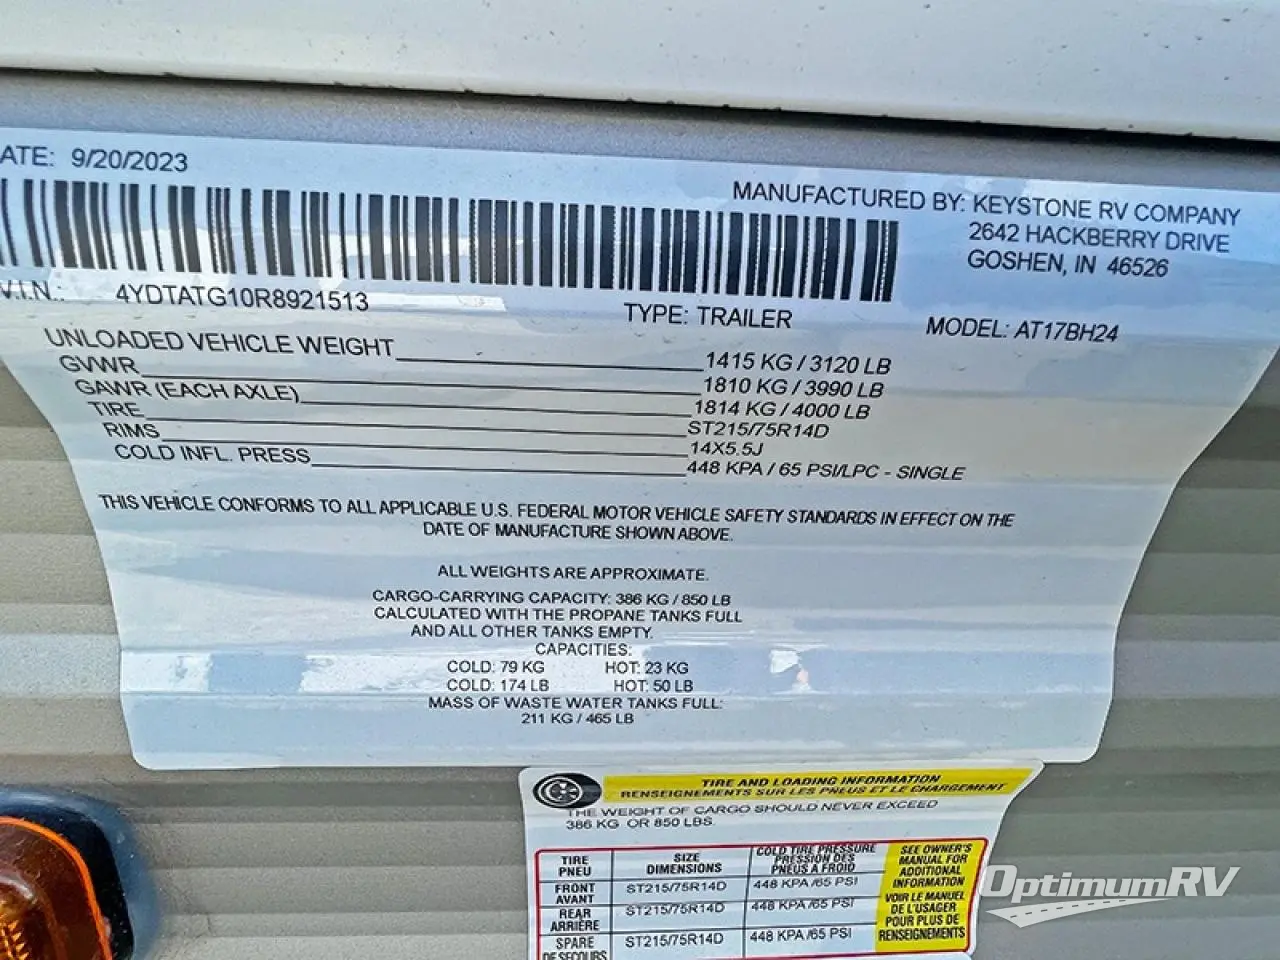 ATE: 9/20/2023
MANUFACTURED BY: KEYSTONE RV COMPANY
2642 HACKBERRY DRIVE
GOSHEN, IN 46526
V.I.N.: 4YDTATG10R8921513
TYPE: TRAILER
MODEL: AT17BH24
UNLOADED VEHICLE WEIGHT 1415 KG / 3120 LB
GVWR 1810 KG / 3990 LB
GAWR (EACH AXLE) 1814 KG / 4000 LB
TIRE ST215/75R14D
RIMS 14X5.5J
COLD INFL. PRESS 448 KPA / 65 PSI/LPC - SINGLE
THIS VEHICLE CONFORMS TO ALL APPLICABLE U.S. FEDERAL MOTOR VEHICLE SAFETY STANDARDS IN EFFECT ON THE
DATE OF MANUFACTURE SHOWN ABOVE.
ALL WEIGHTS ARE APPROXIMATE.
CARGO-CARRYING CAPACITY: 386 KG / 850 LB
CALCULATED WITH THE PROPANE TANKS FULL
AND ALL OTHER TANKS EMPTY.
CAPACITIES:
COLD: 79 KG HOT: 23 KG
COLD: 174 LB HOT: 50 LB
MASS OF WASTE WATER TANKS FULL:
211 KG / 465 LB
TIRE AND LOADING INFORMATION
RENSEIGNEMENTS SUR LES PNEUS ET LE CHARGEMENT
THE WEIGHT OF CARGO SHOULD NEVER EXCEED
386 KG OR 850 LBS.
TIRE
PNEU
SIZE
DIMENSIONS
COLD TIRE PRESSURE
PRESSION DES
PNEUS A FROID
SEE OWNER'S
MANUAL FOR
ADDITIONAL
INFORMATION
VOIR LE MANUEL
DE L'USAGER
POUR PLUS DE
RENSEIGNEMENTS
FRONT
AVANT
ST215/75R14D
448 KPA /65 PSI
REAR
ARRIÈRE
ST215/75R14D
448 KPA /65 PSI
SPARE
DE SECOURS
ST215/75R14D
448 KPA /65 PSI
OptimumRV